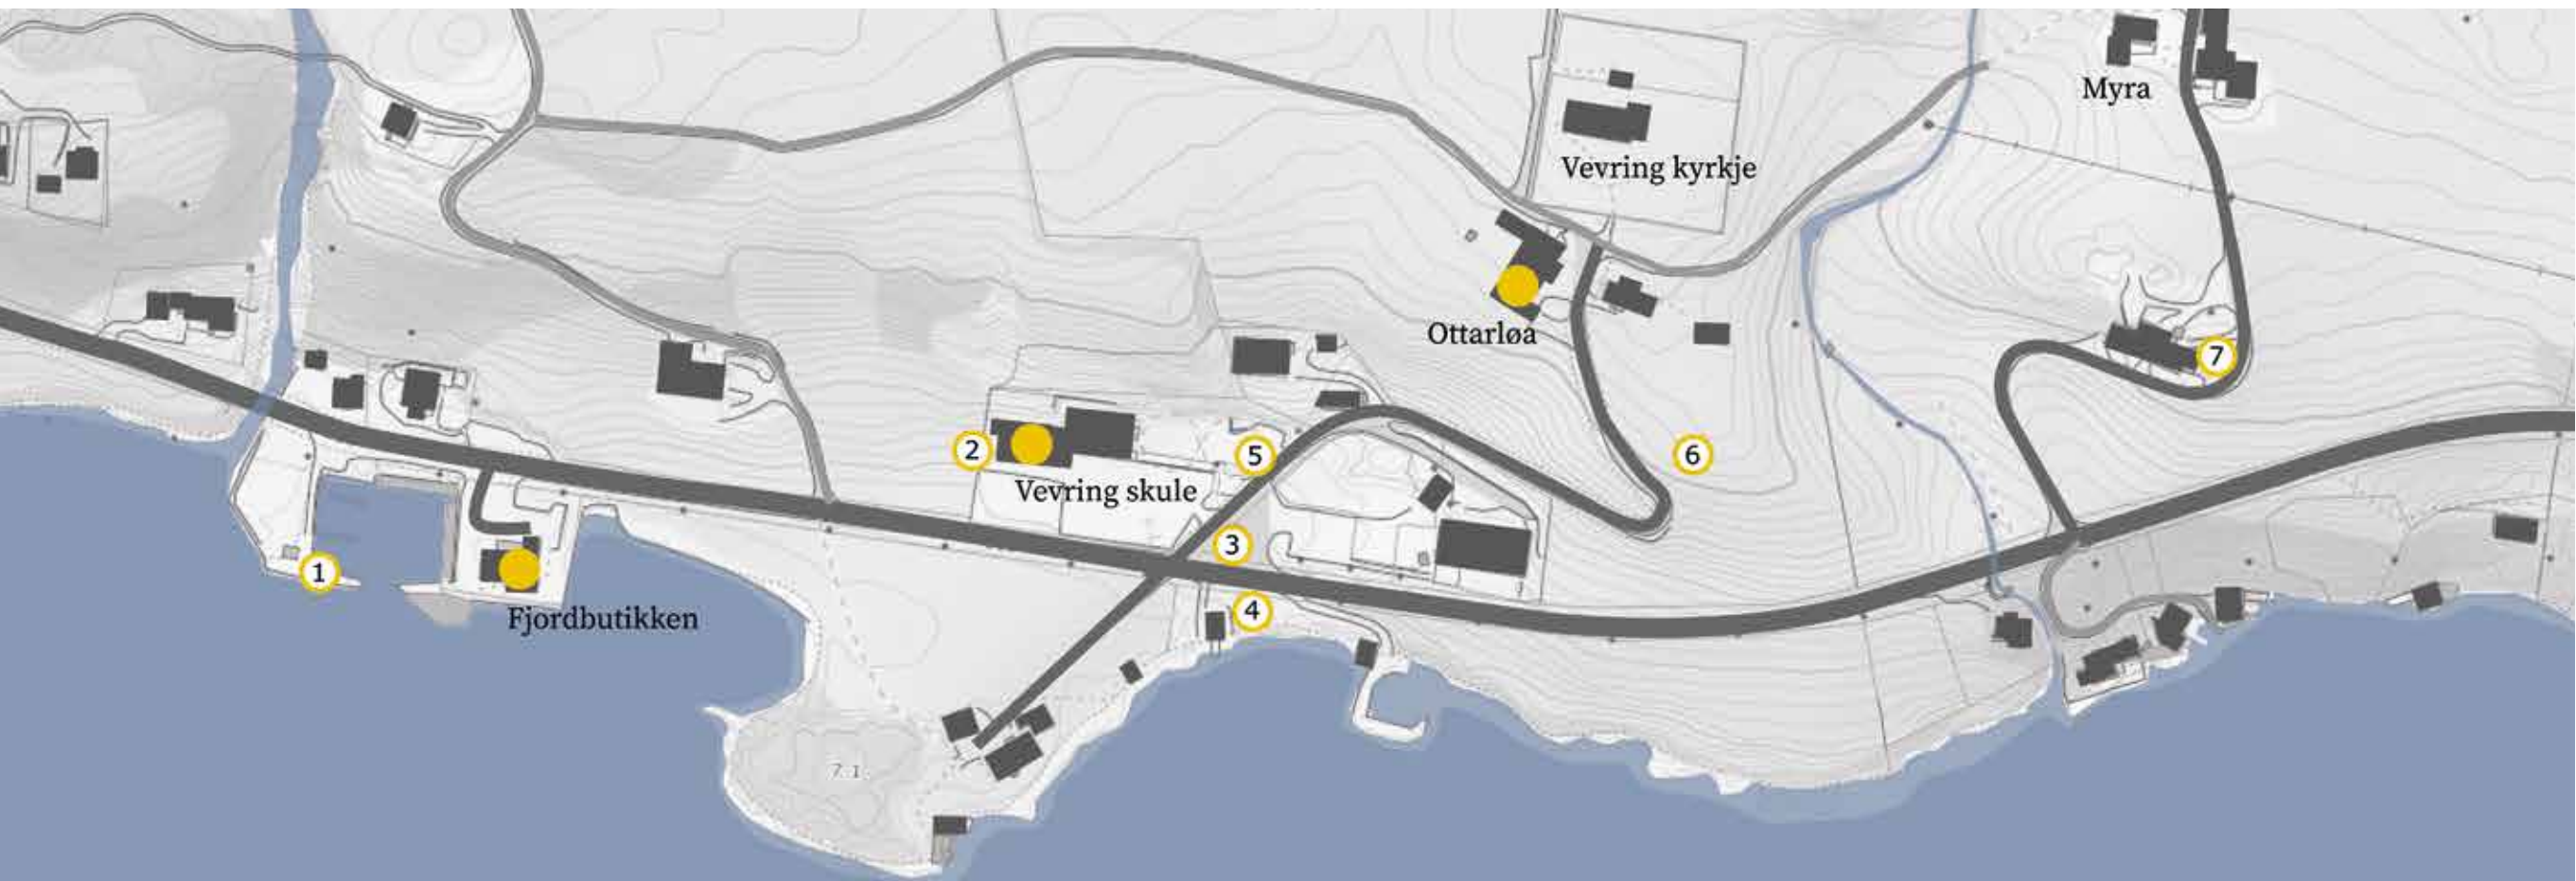 Myra
Vevring kyrkje
Ottarløa
7
2
5
6
Vevring skule
3
1
4
Fjordbutikken
7.1